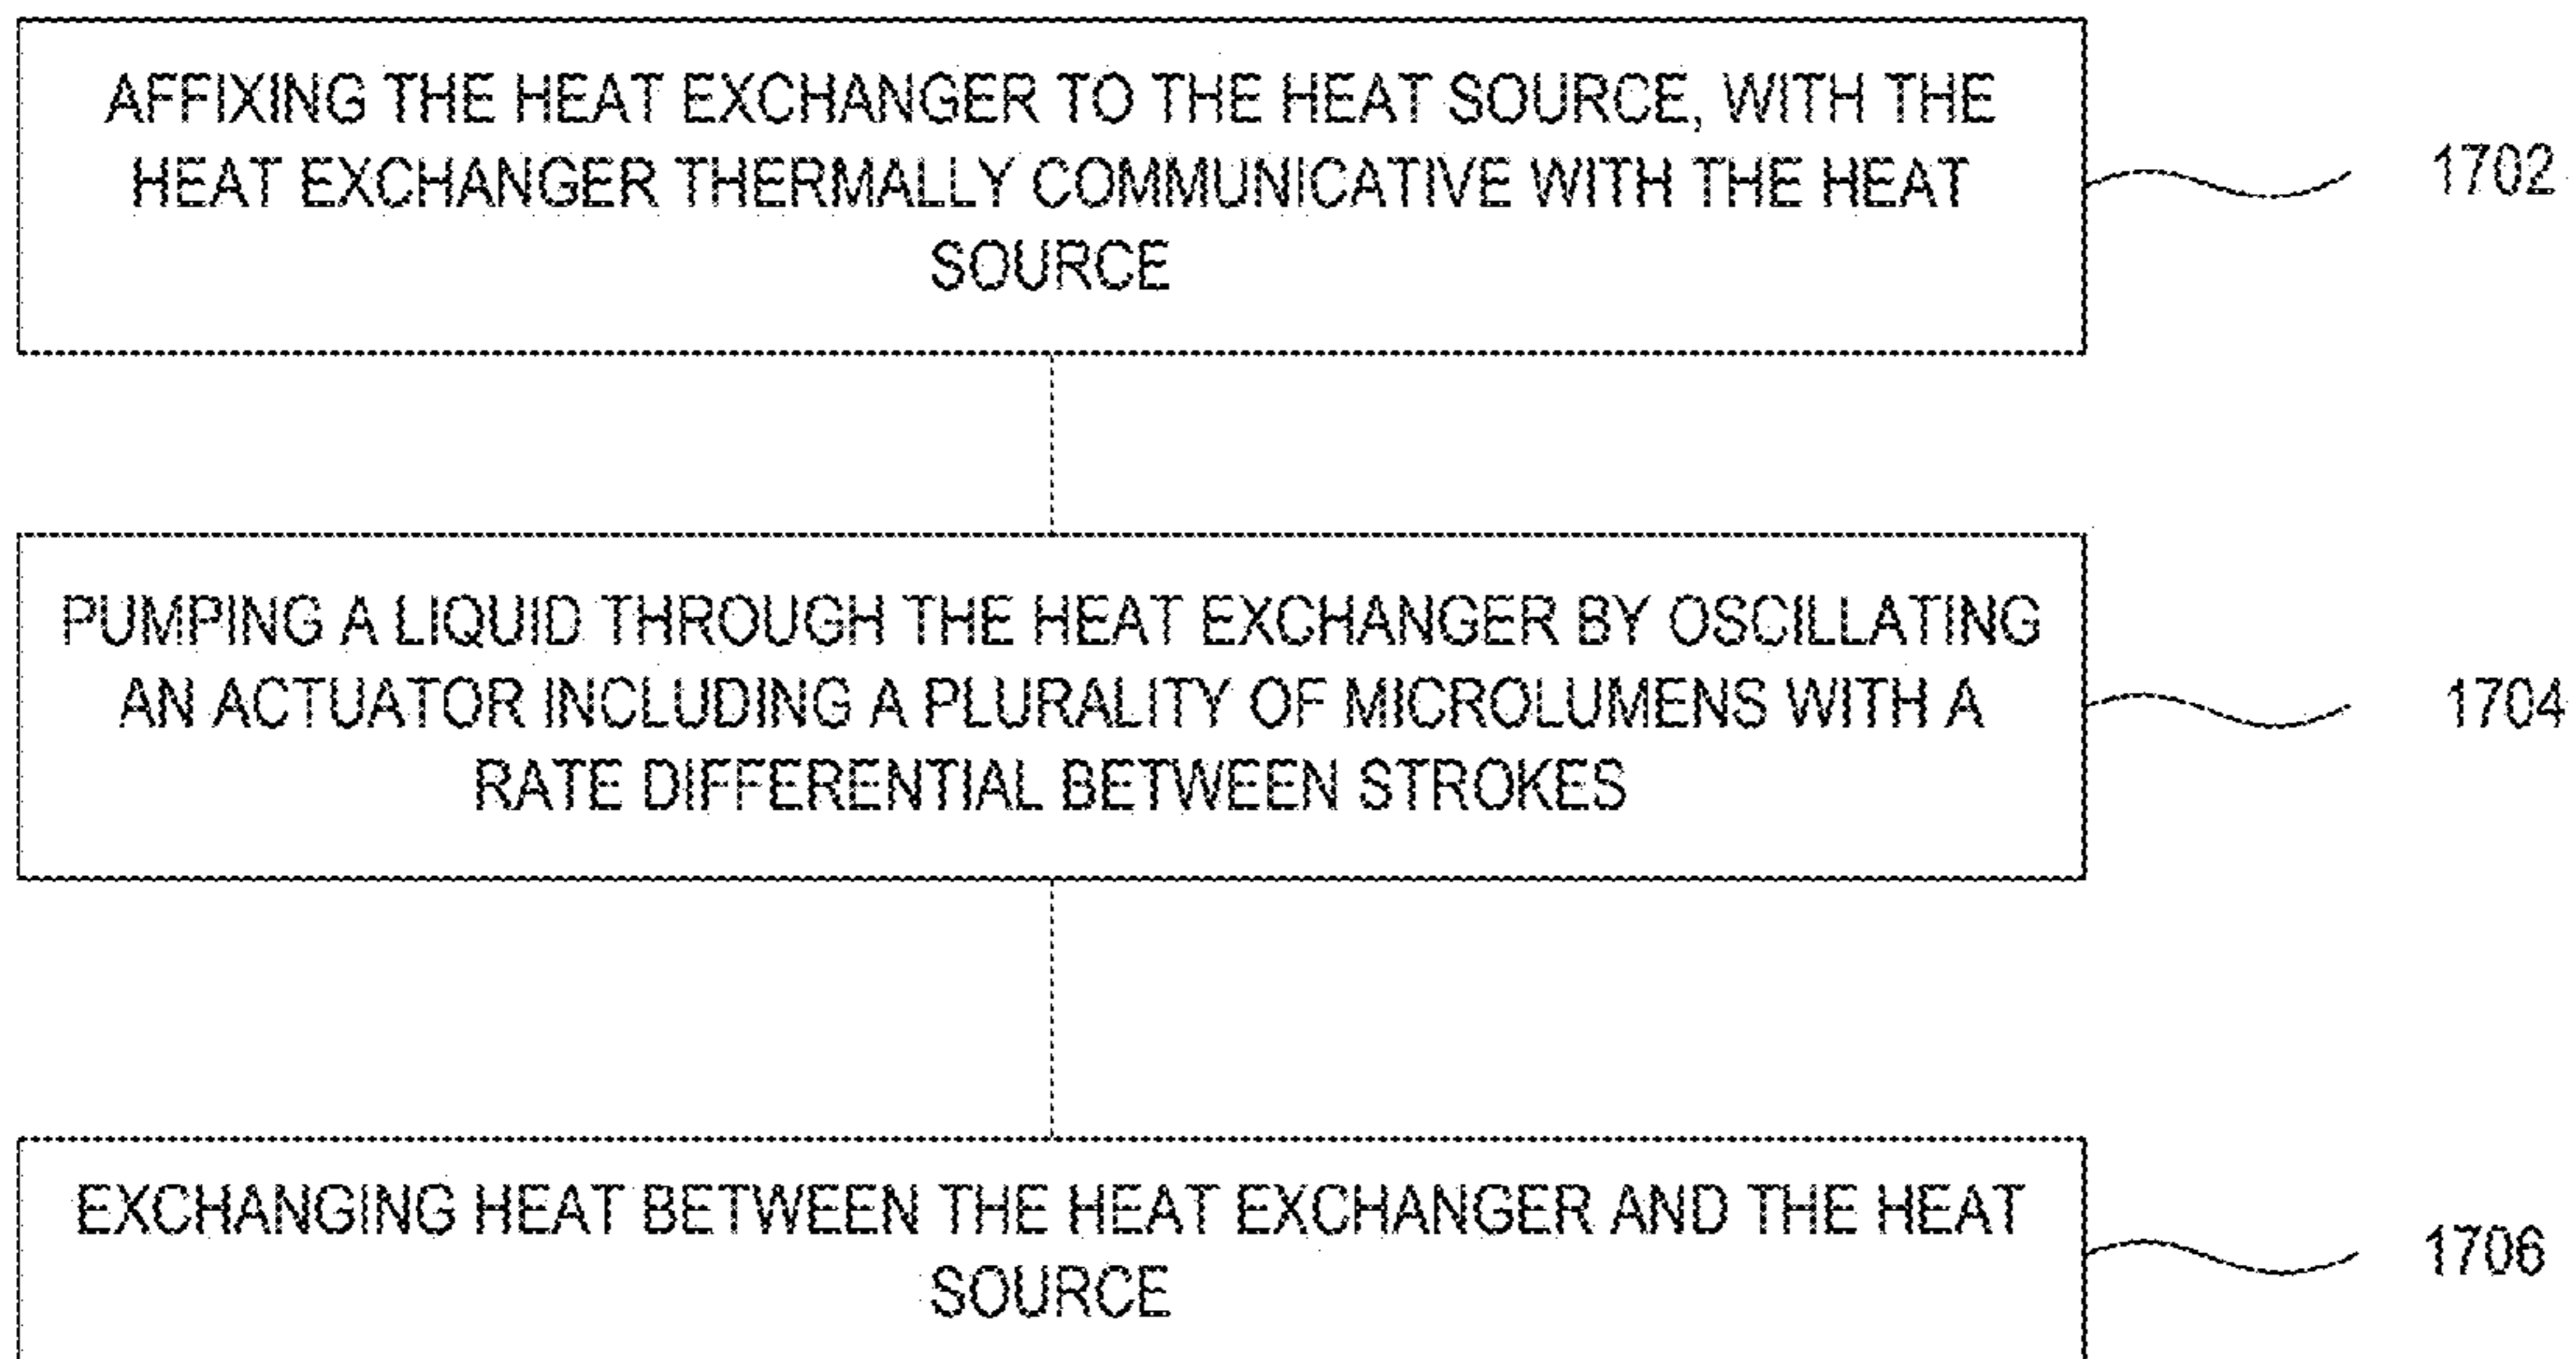 AFFIXING THE HEAT EXCHANGER TO THE HEAT SOURCE, WITH THE
HEAT EXCHANGER THERMALLY COMMUNICATIVE WITH THE HEAT
SOURCE
1702
PUMPING A LIQUID THROUGH THE HEAT EXCHANGER BY OSCILLATING
AN ACTUATOR INCLUDING A PLURALITY OF MICROLUMENS WITH A
RATE DIFFERENTIAL BETWEEN STROKES
1704
EXCHANGING HEAT BETWEEN THE HEAT EXCHANGER AND THE HEAT
SOURCE
1706